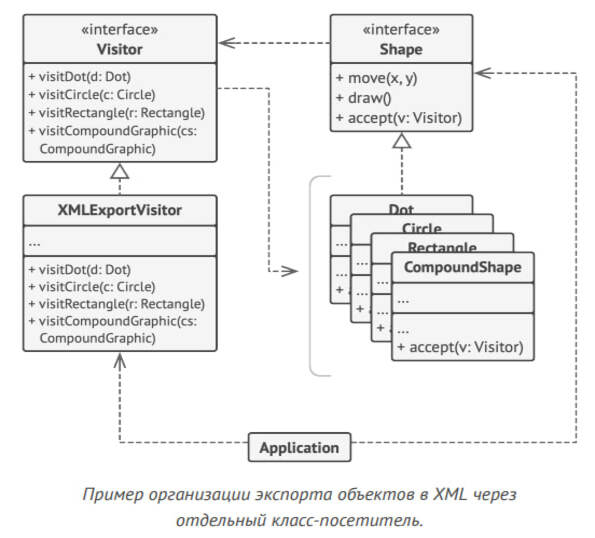 «interface»
Visitor
+ visitDot(d: Dot)
+ visitCircle(c: Circle)
+ visitRectangle(r: Rectangle)
+ visitCompoundGraphic(cs:
CompoundGraphic)
«interface»
Shape
+ move(x, y)
+ draw()
+ accept(v: Visitor)
XMLExportVisitor
...
+ visitDot(d: Dot)
+ visitCircle(c: Circle)
+ visitRectangle(r: Rectangle)
+ visitCompoundGraphic(cs:
CompoundGraphic)
Dot
...
...
+
Circle
...
...
+
Rectangle
...
...
+
CompoundShape
...
...
+ accept(v: Visitor)
Application
Пример организации экспорта объектов в XML через
отдельный класс-посетитель.